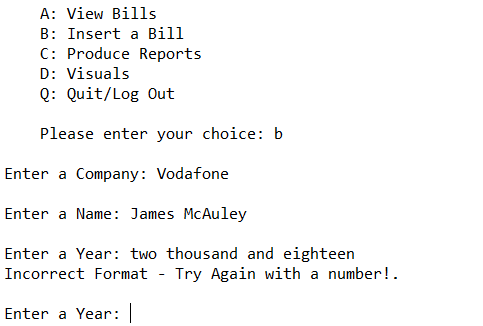 A: View Bills
B: Insert a Bill
C: Produce Reports
D: Visuals
Q: Quit/Log Out
Please enter your choice: b
Enter a Company: Vodafone
Enter a Name: James McAuley
Enter a Year: two thousand and eighteen
Incorrect Format - Try Again with a number!.
Enter a Year: